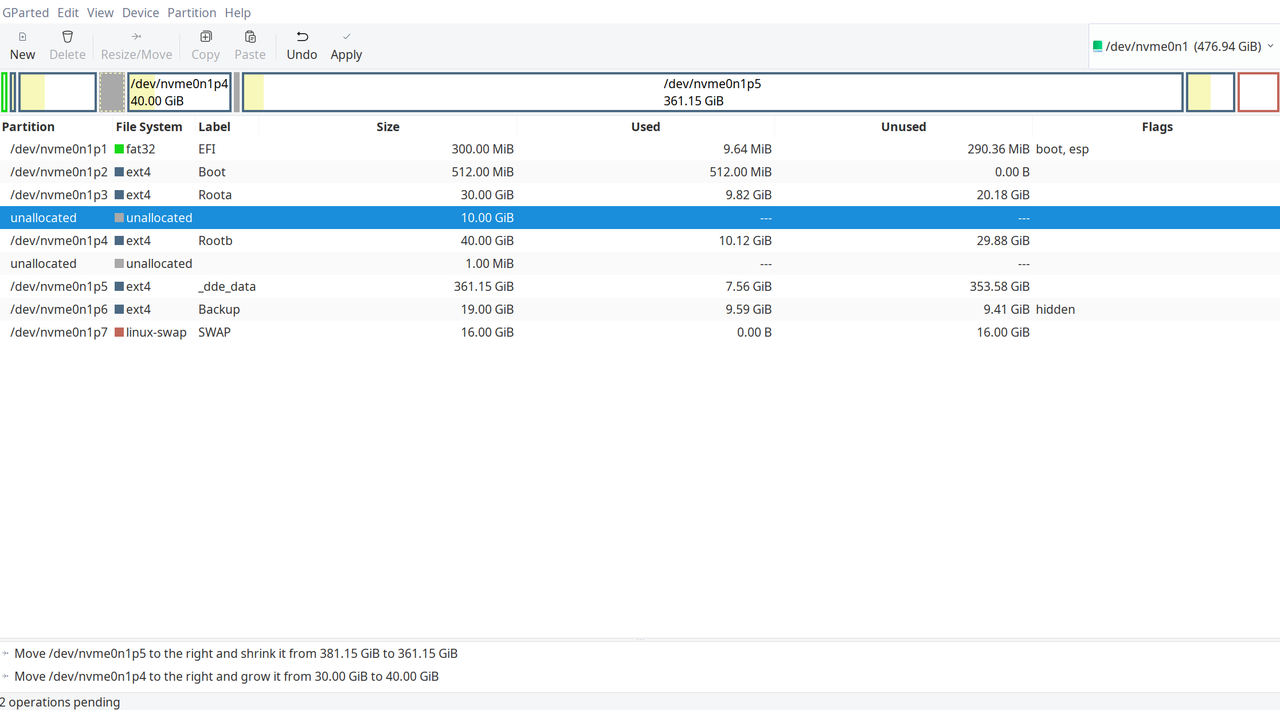 GParted Edit View Device Partition Help
New Delete Resize/Move Copy Paste Undo Apply /dev/nvme0n1 (476.94 GiB)
/dev/nvme0n1p4 /dev/nvme0n1p5
40.00 GiB 361.15 GiB
Partition File System Label Size Used Unused Flags
/dev/nvme0n1p1 fat32 EFI 300.00 MiB 9.64 MiB 290.36 MiB boot, esp
/dev/nvme0n1p2 ext4 Boot 512.00 MiB 512.00 MiB 0.00 B
/dev/nvme0n1p3 ext4 Roota 30.00 GiB 9.82 GiB 20.18 GiB
unallocated unallocated 10.00 GiB --- ---
/dev/nvme0n1p4 ext4 Rootb 40.00 GiB 10.12 GiB 29.88 GiB
unallocated unallocated 1.00 MiB --- ---
/dev/nvme0n1p5 ext4 _dde_data 361.15 GiB 7.56 GiB 353.58 GiB
/dev/nvme0n1p6 ext4 Backup 19.00 GiB 9.59 GiB 9.41 GiB hidden
/dev/nvme0n1p7 linux-swap SWAP 16.00 GiB 0.00 B 16.00 GiB
Move /dev/nvme0n1p5 to the right and shrink it from 381.15 GiB to 361.15 GiB
Move /dev/nvme0n1p4 to the right and grow it from 30.00 GiB to 40.00 GiB
2 operations pending